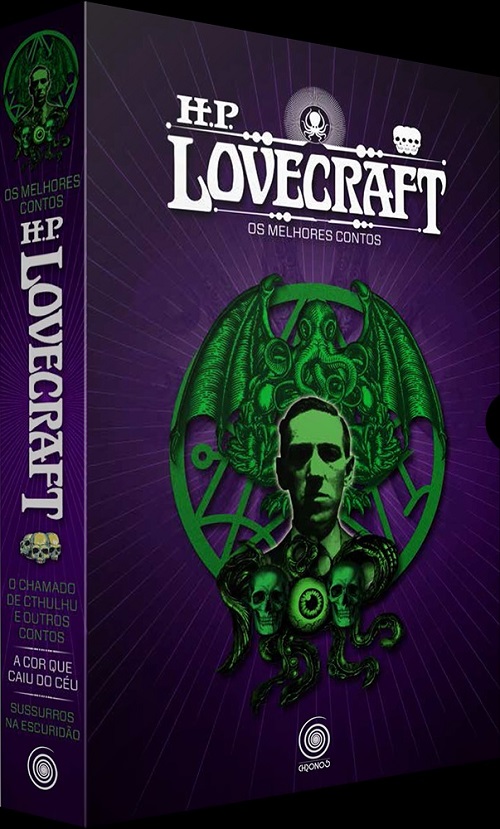 OS MELHORES
CONTOS
H.P.
LOVECRAFT
O CHAMADO
DE CTHULHU
E OUTROS
CONTOS
A COR QUE
CAIU DO CÉU
SUSSURROS
NA ESCURIDÃO
H.P.
LOVECRAFT
OS MELHORES CONTOS
CHRONOS